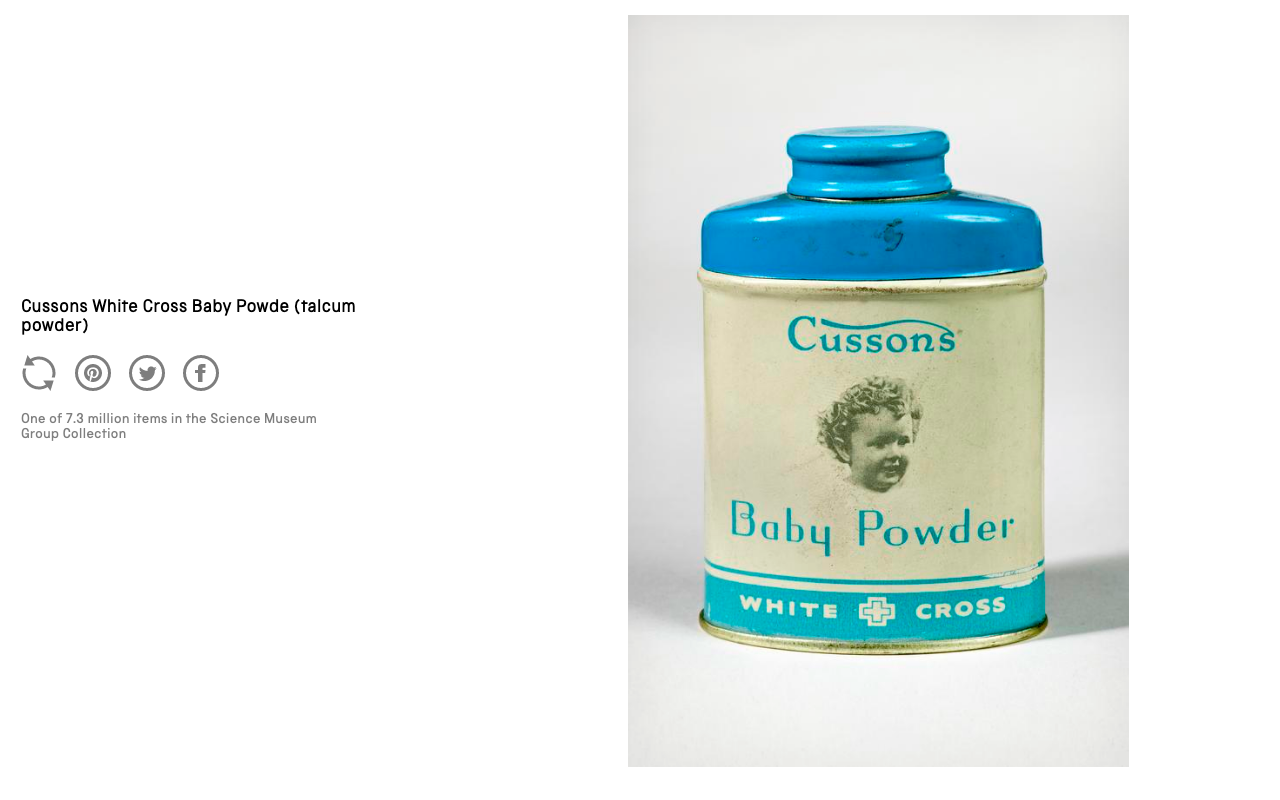 Cussons White Cross Baby Powde (talcum
powder)
One of 7.3 million items in the Science Museum
Group Collection
Cussons
Baby Powder
WHITE CROSS